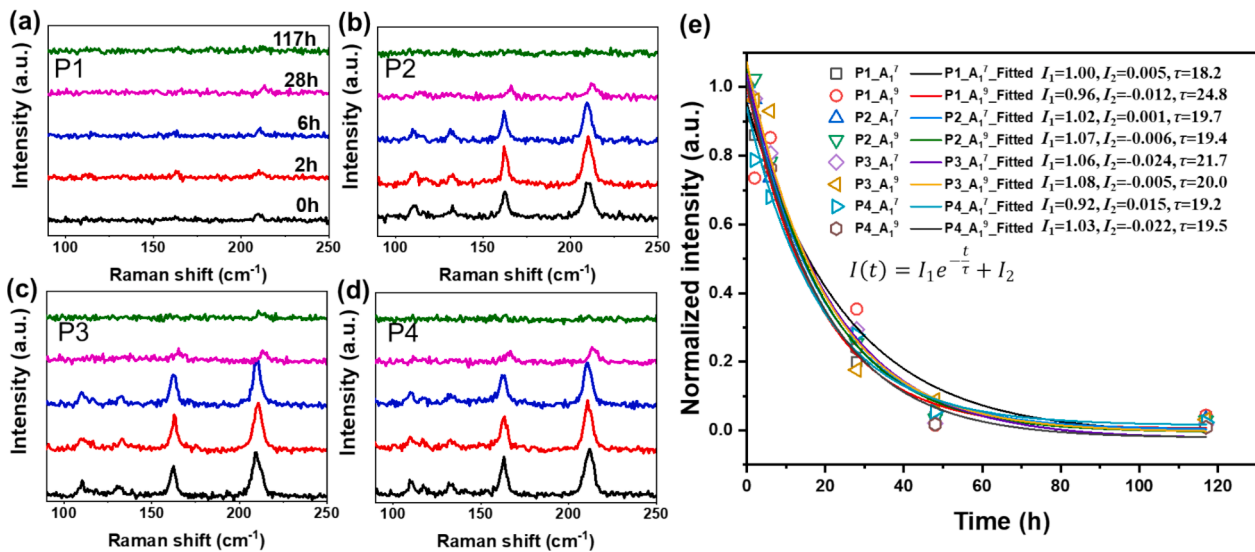 (a)
P1
117h
28h
6h
2h
0h
Intensity (a.u.)
100 150 200 250
Raman shift (cm⁻¹)
(b)
P2
Intensity (a.u.)
100 150 200 250
Raman shift (cm⁻¹)
(c)
P3
Intensity (a.u.)
100 150 200 250
Raman shift (cm⁻¹)
(d)
P4
Intensity (a.u.)
100 150 200 250
Raman shift (cm⁻¹)
(e)
Normalized intensity (a.u.)
1.0
0.8
0.6
0.4
0.2
0.0
P1_A₁⁷ P1_A₁⁷_Fitted I₁=1.00, I₂=0.005, τ=18.2
P1_A₁⁹ P1_A₁⁹_Fitted I₁=0.96, I₂=-0.012, τ=24.8
P2_A₁⁷ P2_A₁⁷_Fitted I₁=1.02, I₂=0.001, τ=19.7
P2_A₁⁹ P2_A₁⁹_Fitted I₁=1.07, I₂=-0.006, τ=19.4
P3_A₁⁷ P3_A₁⁷_Fitted I₁=1.06, I₂=-0.024, τ=21.7
P3_A₁⁹ P3_A₁⁹_Fitted I₁=1.08, I₂=-0.005, τ=20.0
P4_A₁⁷ P4_A₁⁷_Fitted I₁=0.92, I₂=0.015, τ=19.2
P4_A₁⁹ P4_A₁⁹_Fitted I₁=1.03, I₂=-0.022, τ=19.5
I(t) = I₁e^(-t/τ) + I₂
0 20 40 60 80 100 120
Time (h)